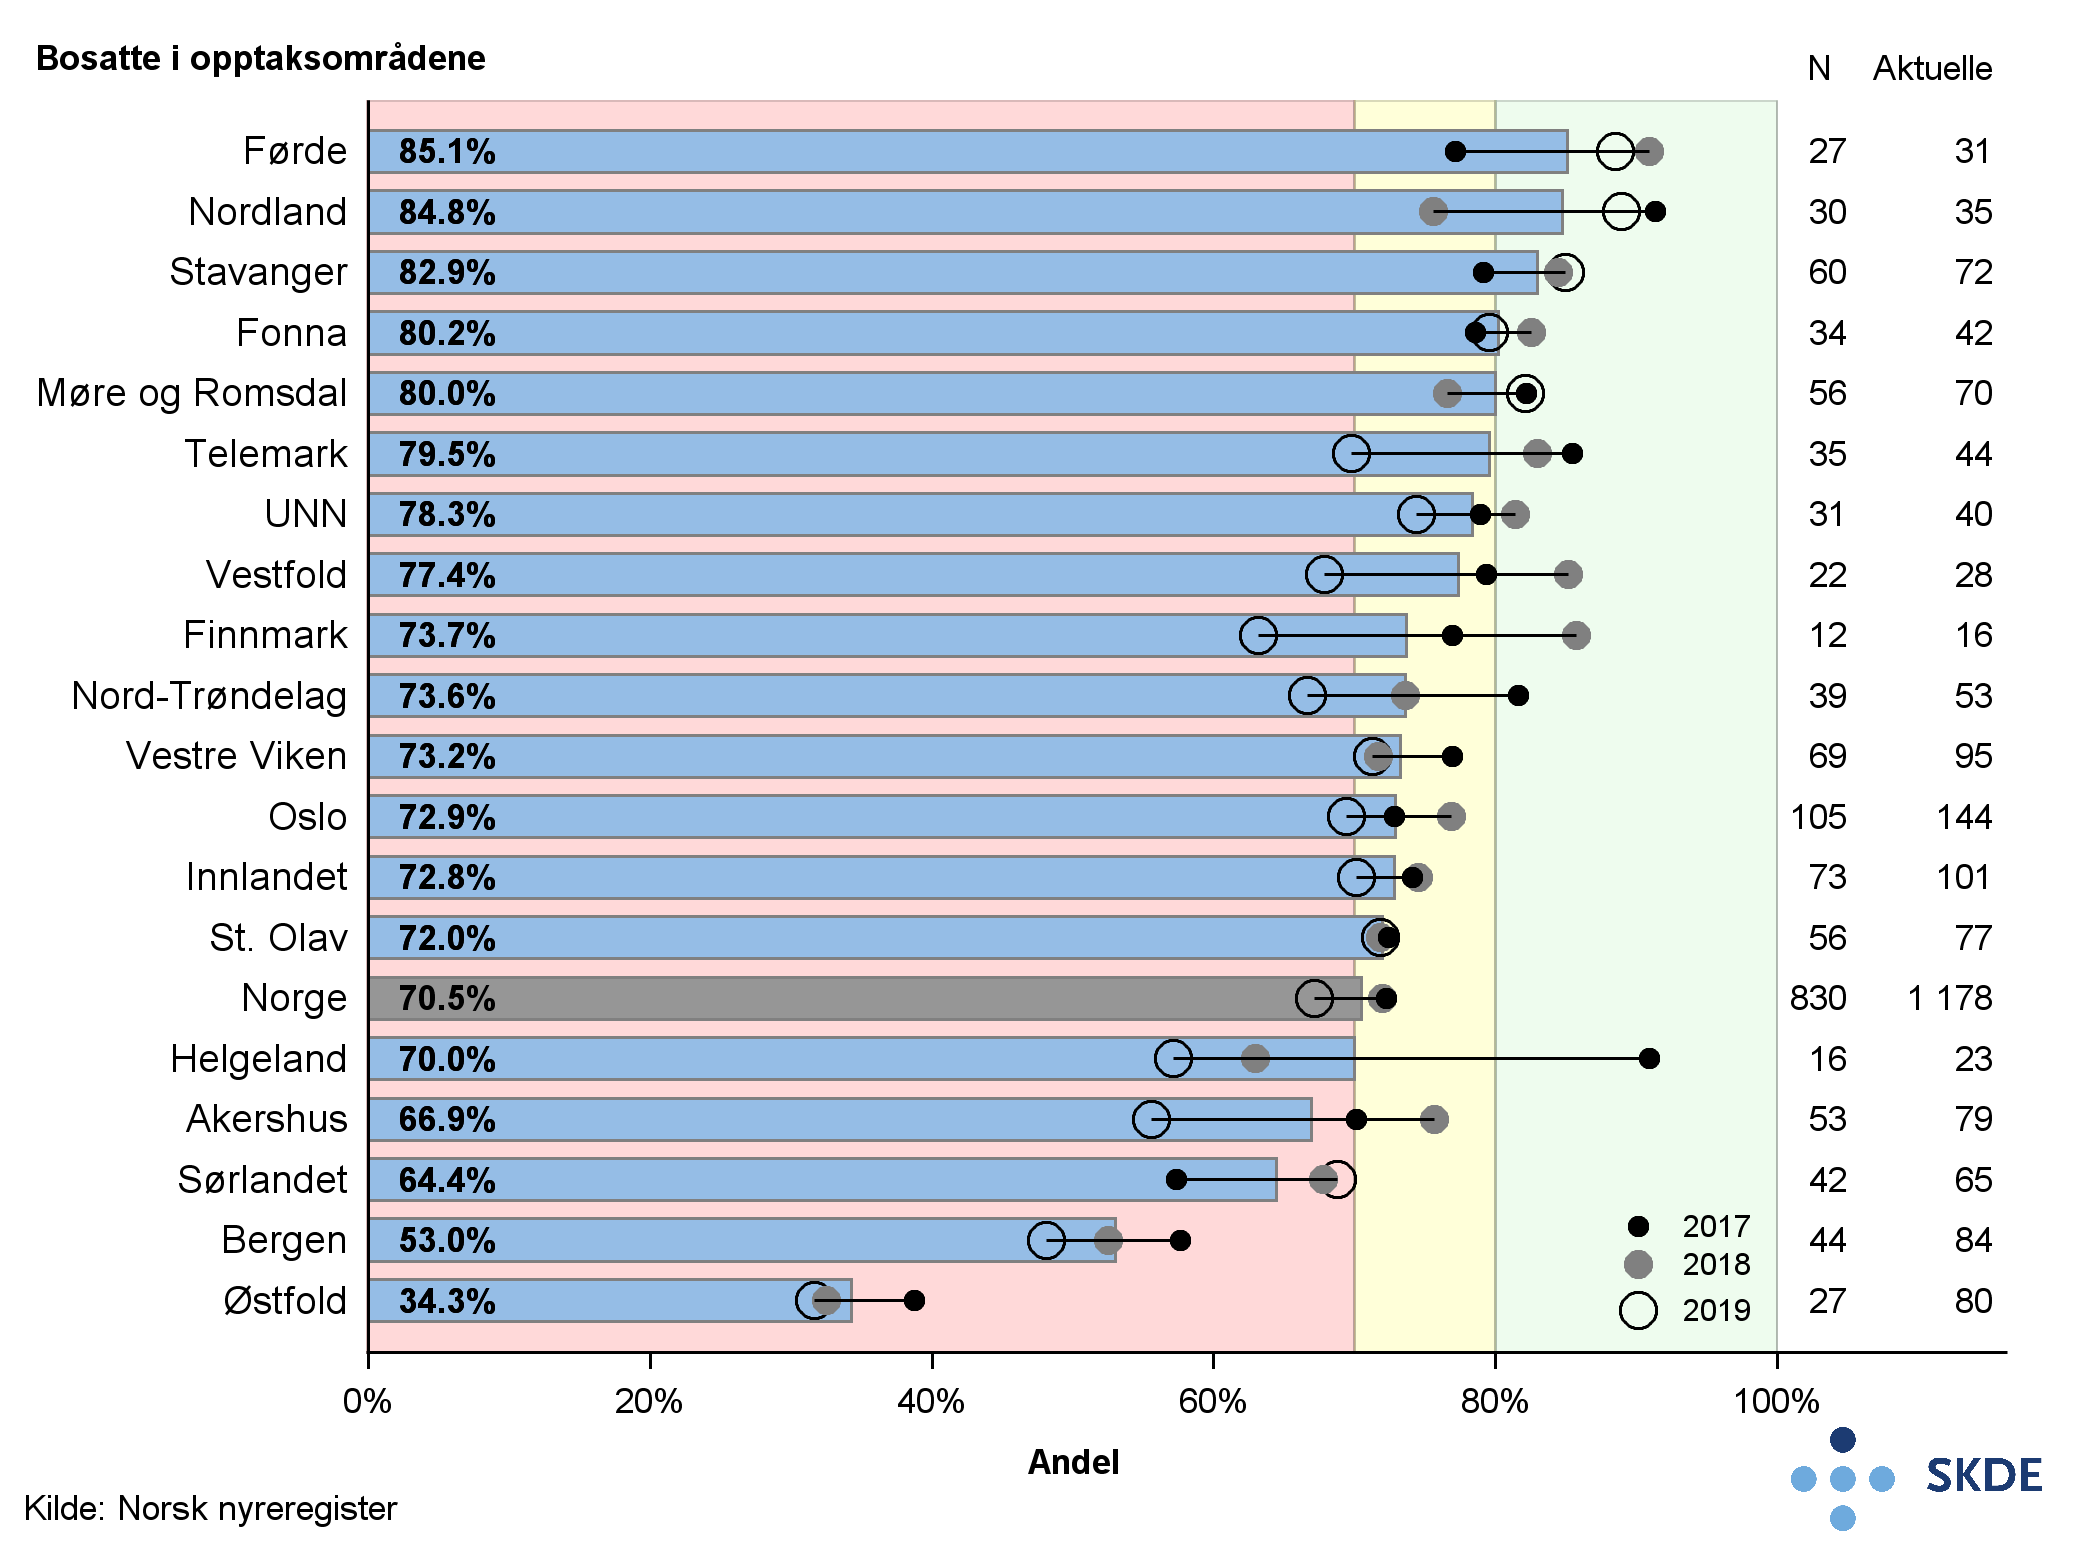 Bosatte i opptaksområdene
N Aktuelle
Førde 85.1% 27 31
Nordland 84.8% 30 35
Stavanger 82.9% 60 72
Fonna 80.2% 34 42
Møre og Romsdal 80.0% 56 70
Telemark 79.5% 35 44
UNN 78.3% 31 40
Vestfold 77.4% 22 28
Finnmark 73.7% 12 16
Nord-Trøndelag 73.6% 39 53
Vestre Viken 73.2% 69 95
Oslo 72.9% 105 144
Innlandet 72.8% 73 101
St. Olav 72.0% 56 77
Norge 70.5% 830 1 178
Helgeland 70.0% 16 23
Akershus 66.9% 53 79
Sørlandet 64.4% 42 65
Bergen 53.0% 44 84
Østfold 34.3% 27 80
2017
2018
2019
0% 20% 40% 60% 80% 100%
Andel
Kilde: Norsk nyreregister
SKDE